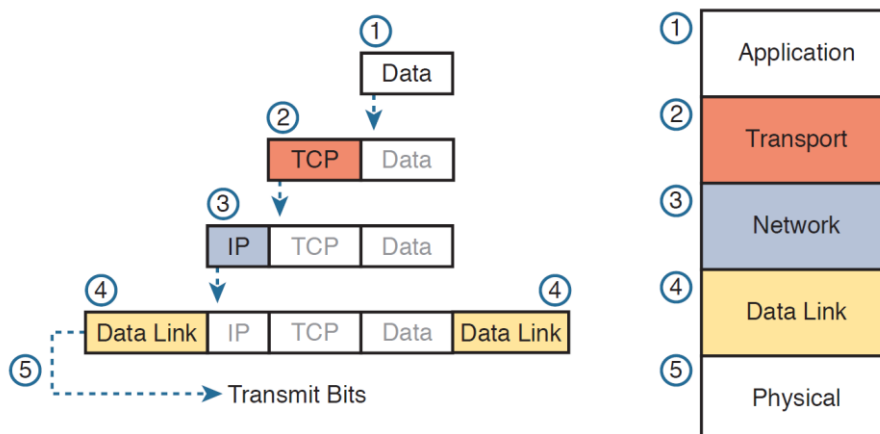 ① Data
② TCP Data
③ IP TCP Data
④ Data Link IP TCP Data Data Link ④
⑤ Transmit Bits
① Application
② Transport
③ Network
④ Data Link
⑤ Physical